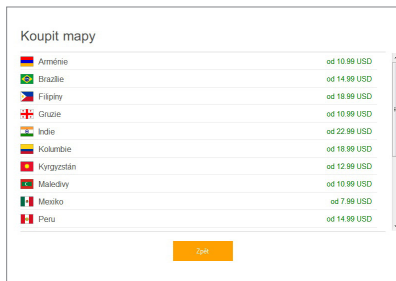 Koupit mapy
Arménie od 10.99 USD
Brazílie od 14.99 USD
Filipíny od 18.99 USD
Gruzie od 10.99 USD
Indie od 22.99 USD
Kolumbie od 18.99 USD
Kyrgyzstán od 12.99 USD
Maledivy od 10.99 USD
Mexiko od 7.99 USD
Peru od 14.99 USD
Zpět